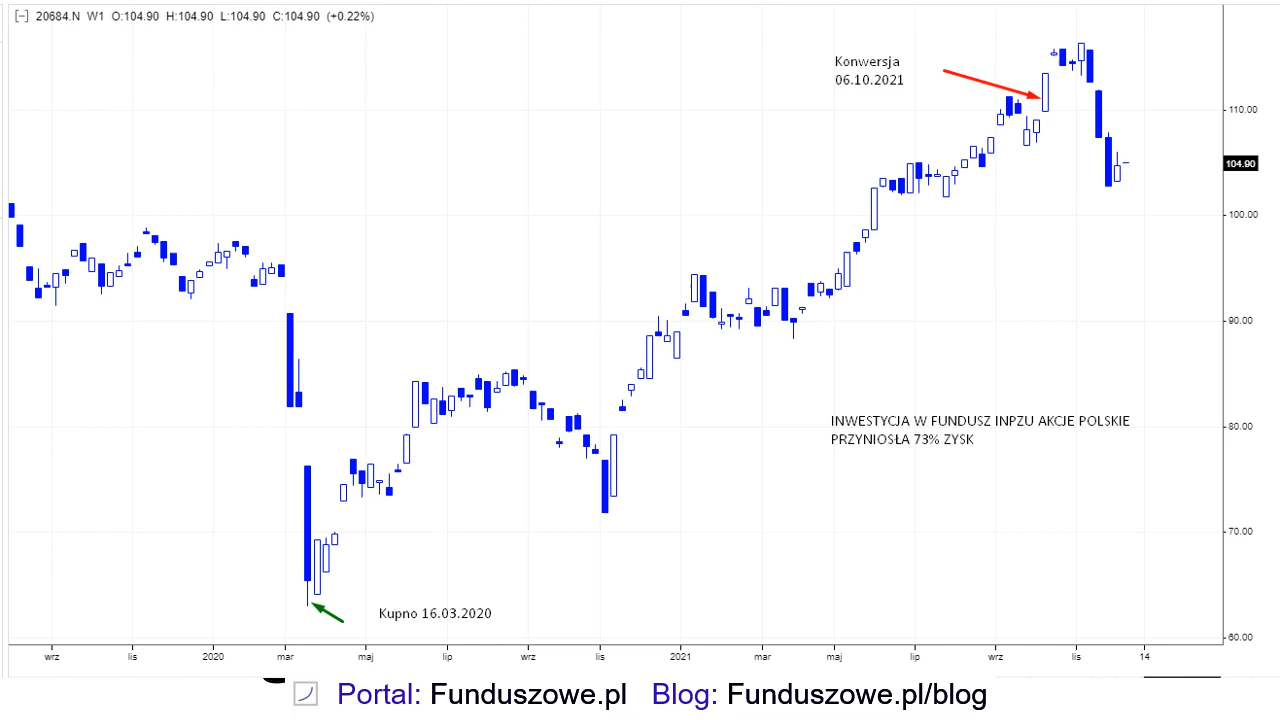 20684.N W1 O:104.90 H:104.90 L:104.90 C:104.90 (+0.22%)
Konwersja
06.10.2021
110.00
104.90
100.00
90.00
INWESTYCJA W FUNDUSZ INPZU AKCJE POLSKIE
PRZYNIOSŁA 73% ZYSK
80.00
70.00
Kupno 16.03.2020
60.00
wrz lis 2020 mar maj lip wrz lis 2021 mar maj lip wrz lis 14
Portal: Funduszowe.pl Blog: Funduszowe.pl/blog